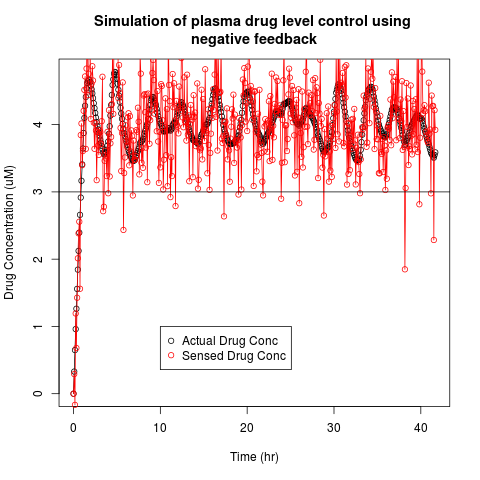 Simulation of plasma drug level control using
negative feedback
Drug Concentration (uM)
4
3
2
1
0
Actual Drug Conc
Sensed Drug Conc
0 10 20 30 40
Time (hr)